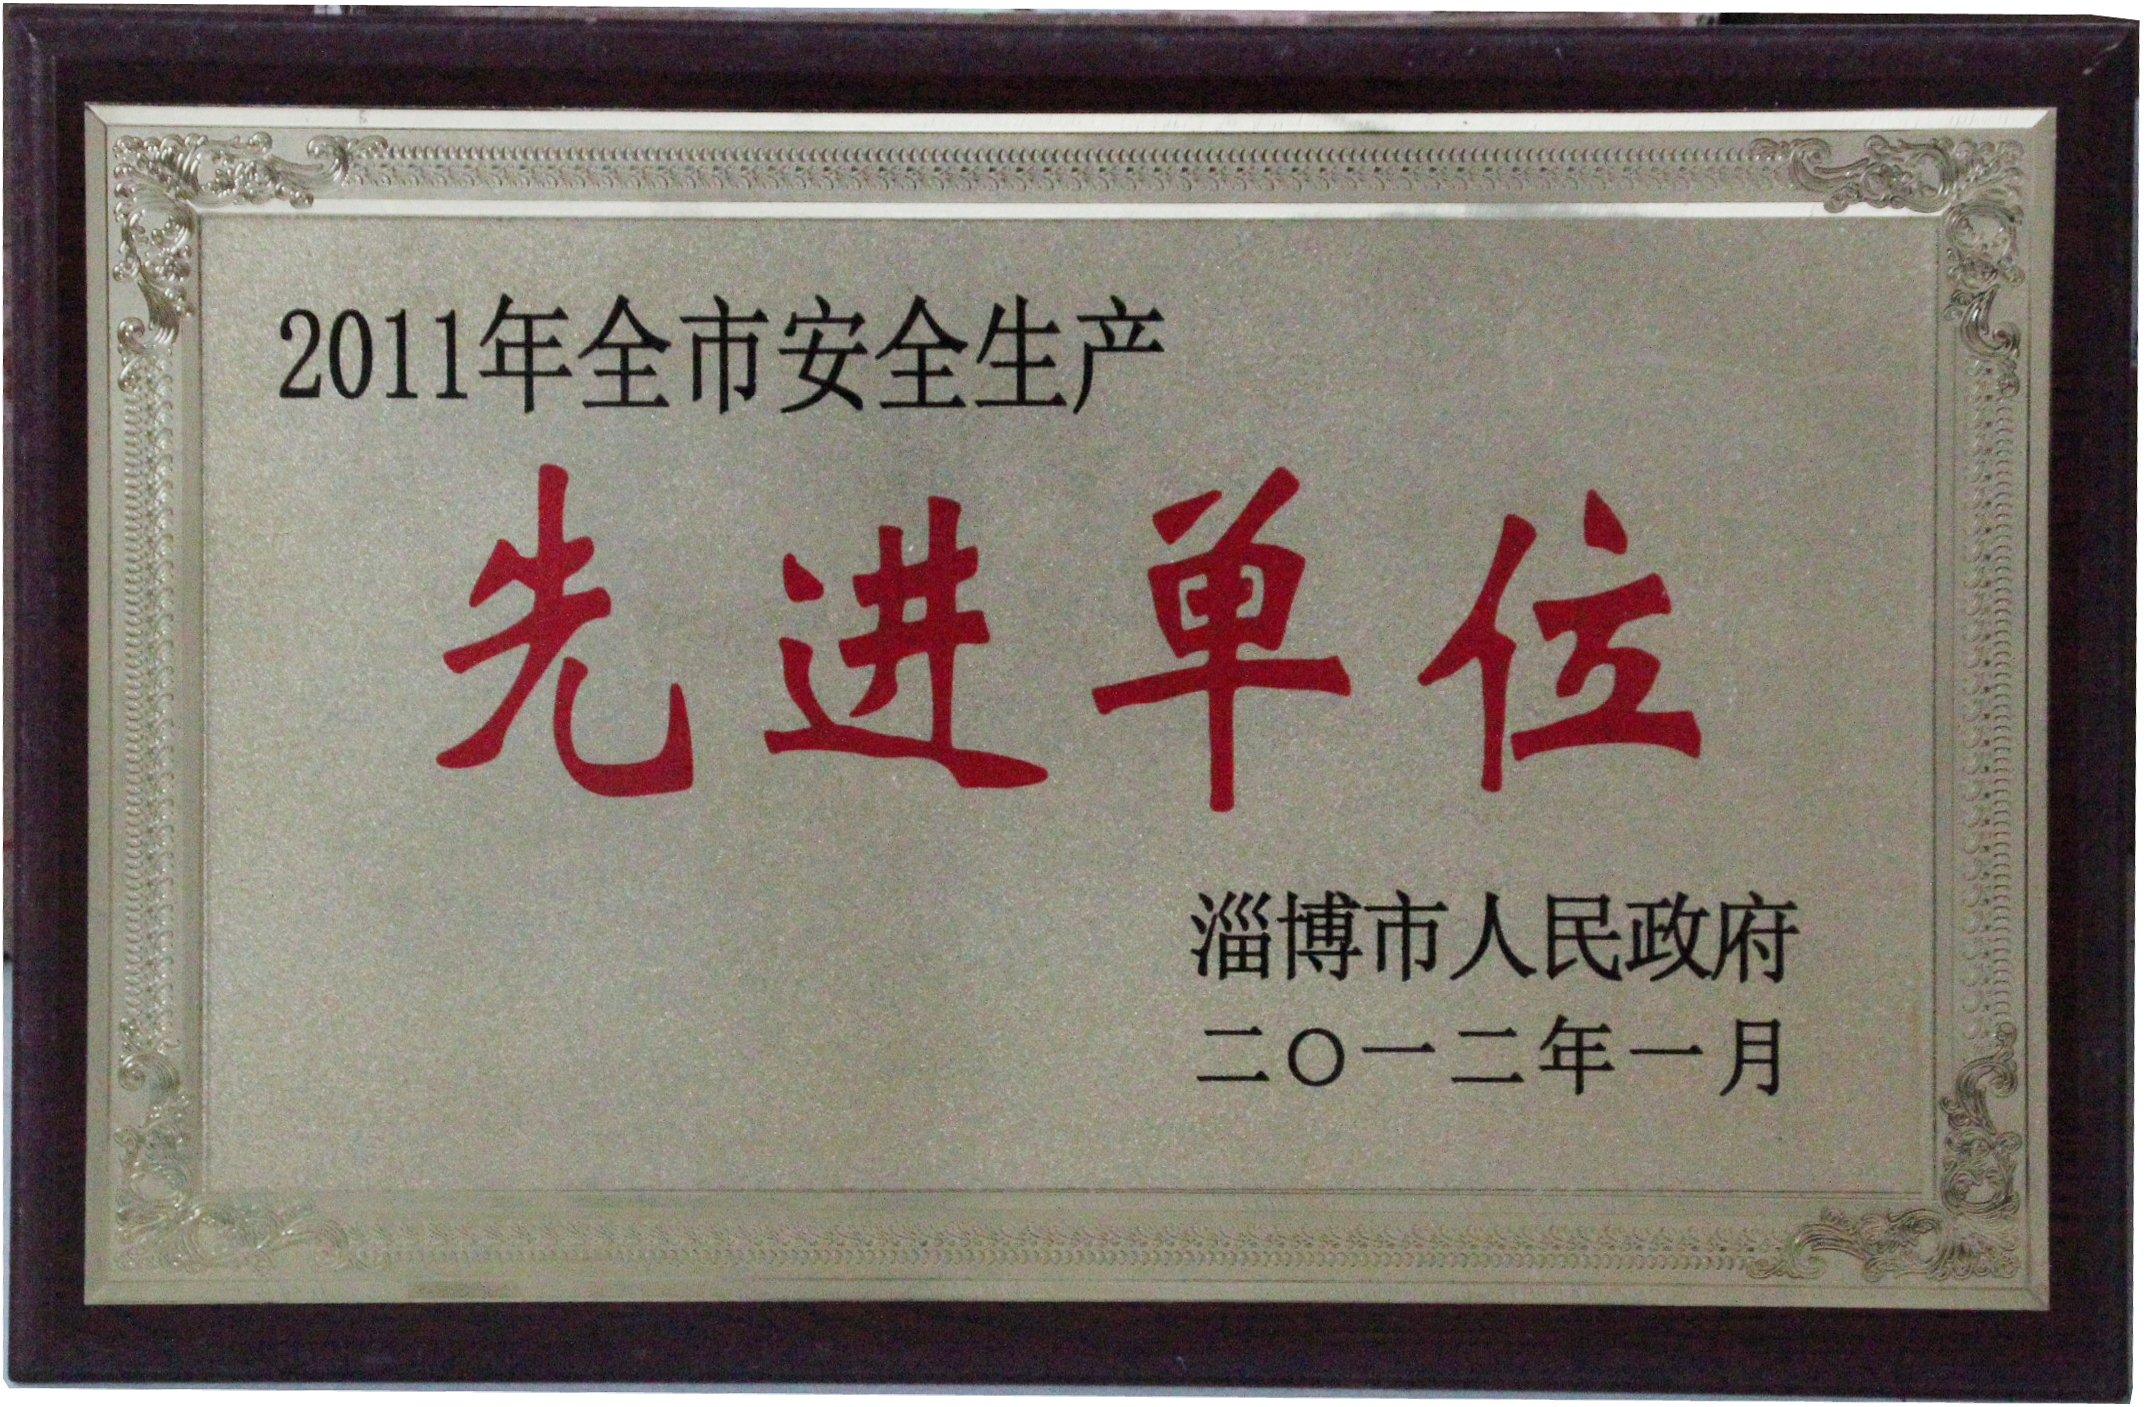 2011年全市安全生产
先进单位
淄博市人民政府
二〇一二年一月